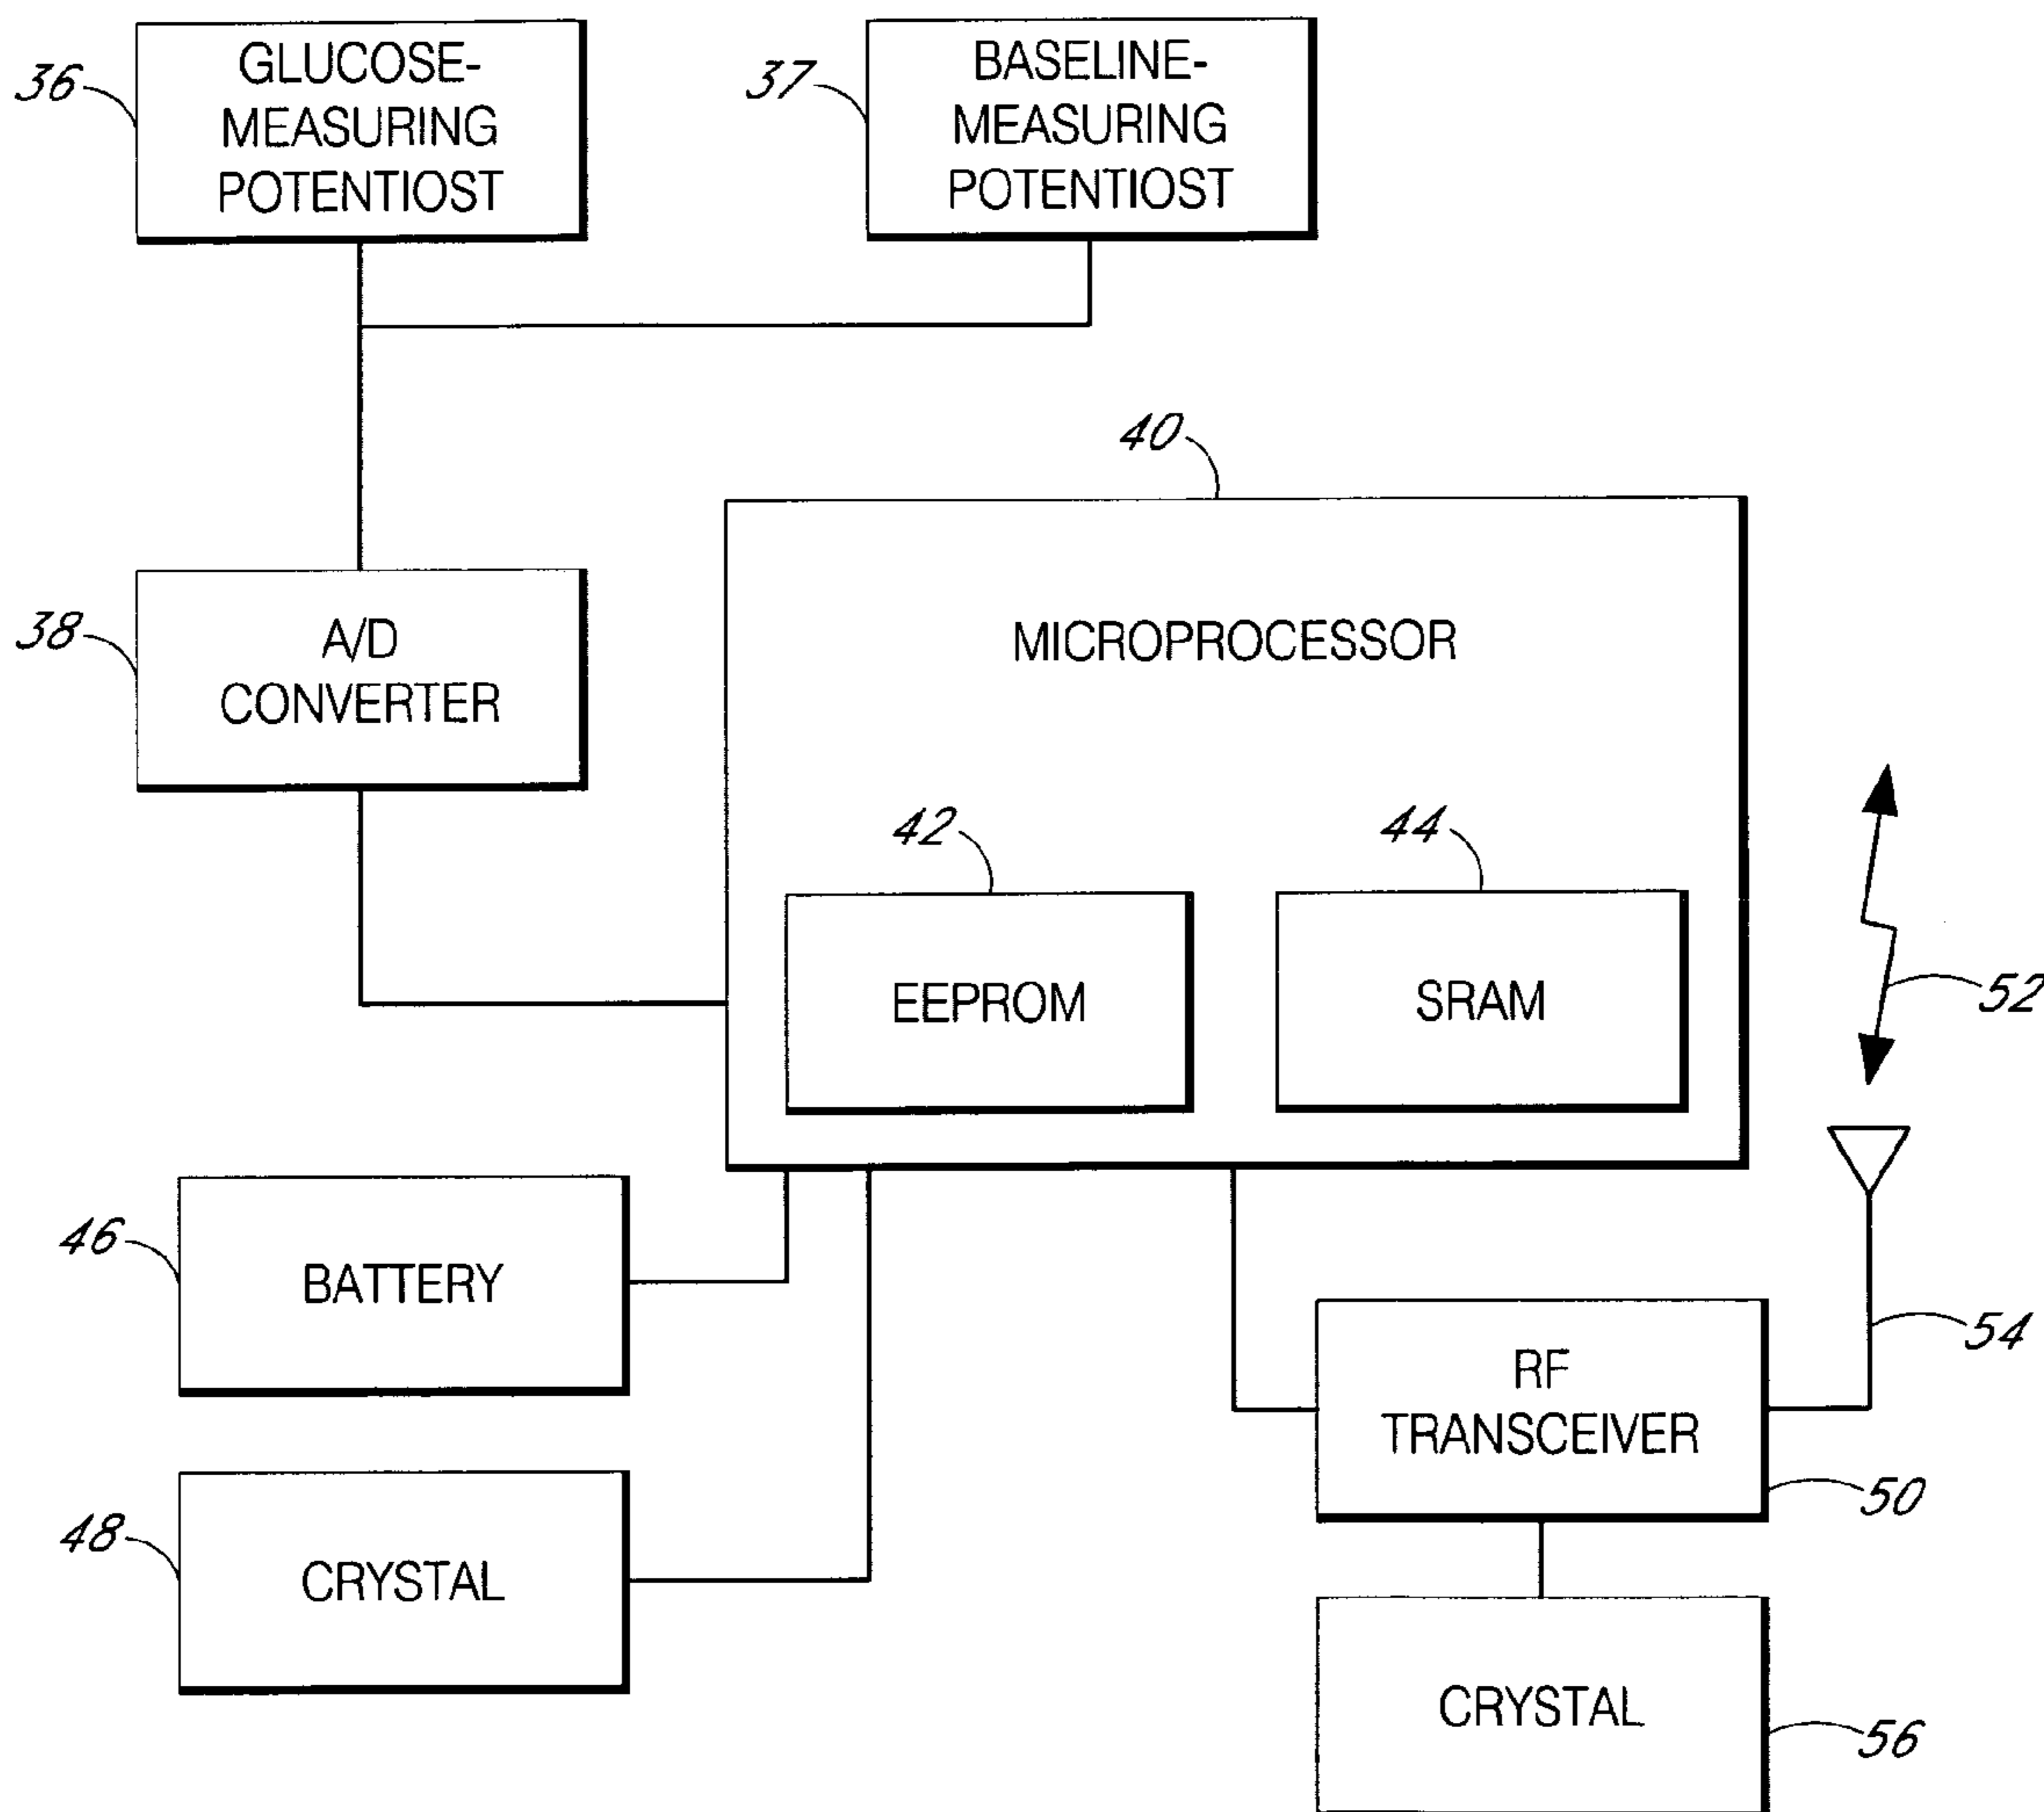 36
GLUCOSE-
MEASURING
POTENTIOST
37
BASELINE-
MEASURING
POTENTIOST
40
38
A/D
CONVERTER
MICROPROCESSOR
42
44
EEPROM
SRAM
52
46
BATTERY
54
RF
TRANSCEIVER
50
48
CRYSTAL
CRYSTAL
56